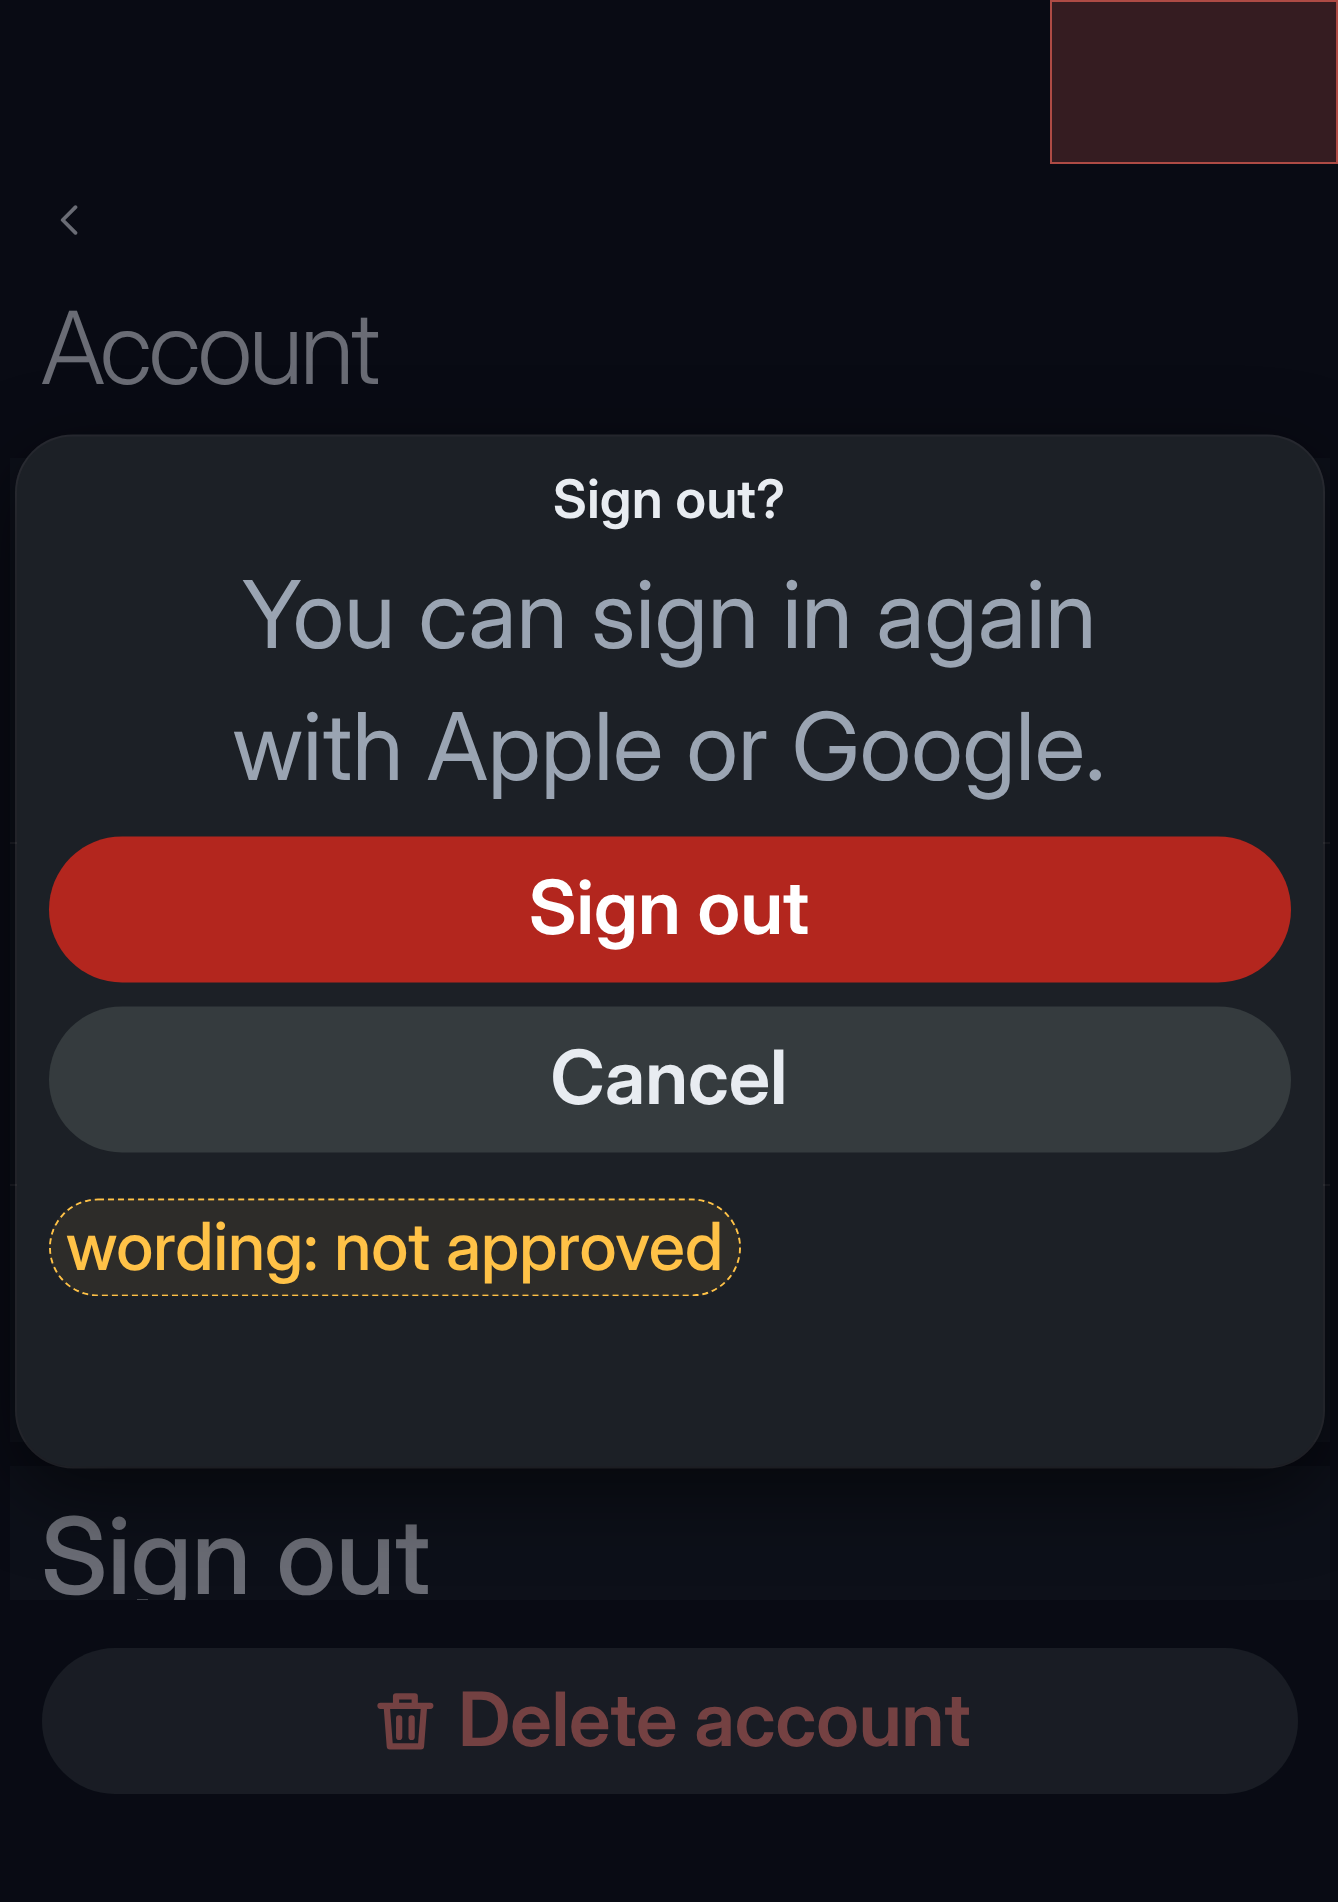 Account
Sign out?
You can sign in again
with Apple or Google.
Sign out
Cancel
wording: not approved
Sign out
Delete account